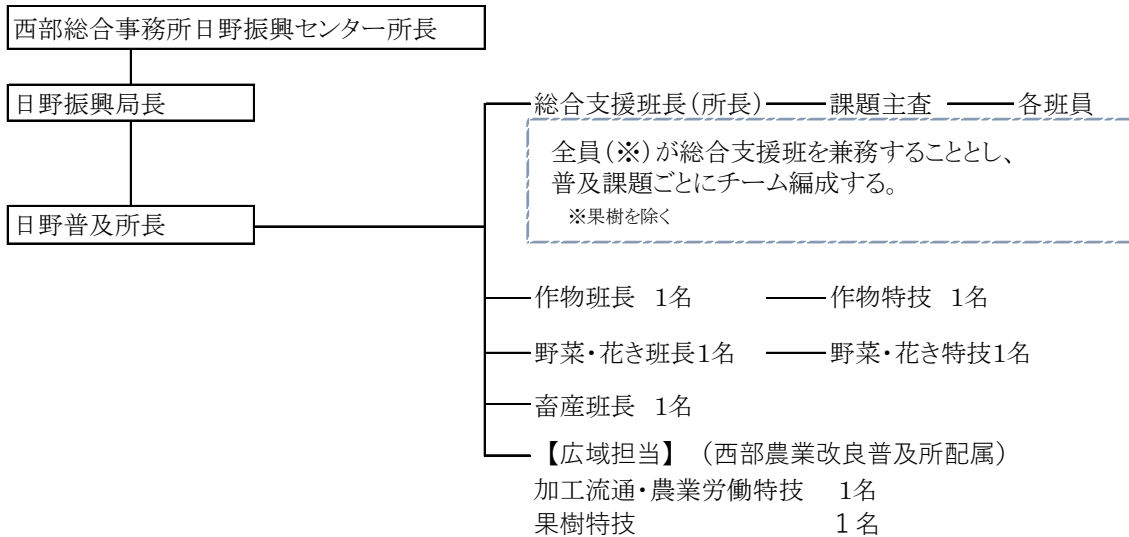 西部総合事務所日野振興センター所長
日野振興局長
総合支援班長(所長) 課題主査 各班員
全員(※)が総合支援班を兼務することとし、
普及課題ごとにチーム編成する。
※果樹を除く
日野普及所長
作物班長 1名 作物特技 1名
野菜・花き班長1名 野菜・花き特技1名
畜産班長 1名
【広域担当】 (西部農業改良普及所配属)
加工流通・農業労働特技 1名
果樹特技 1名